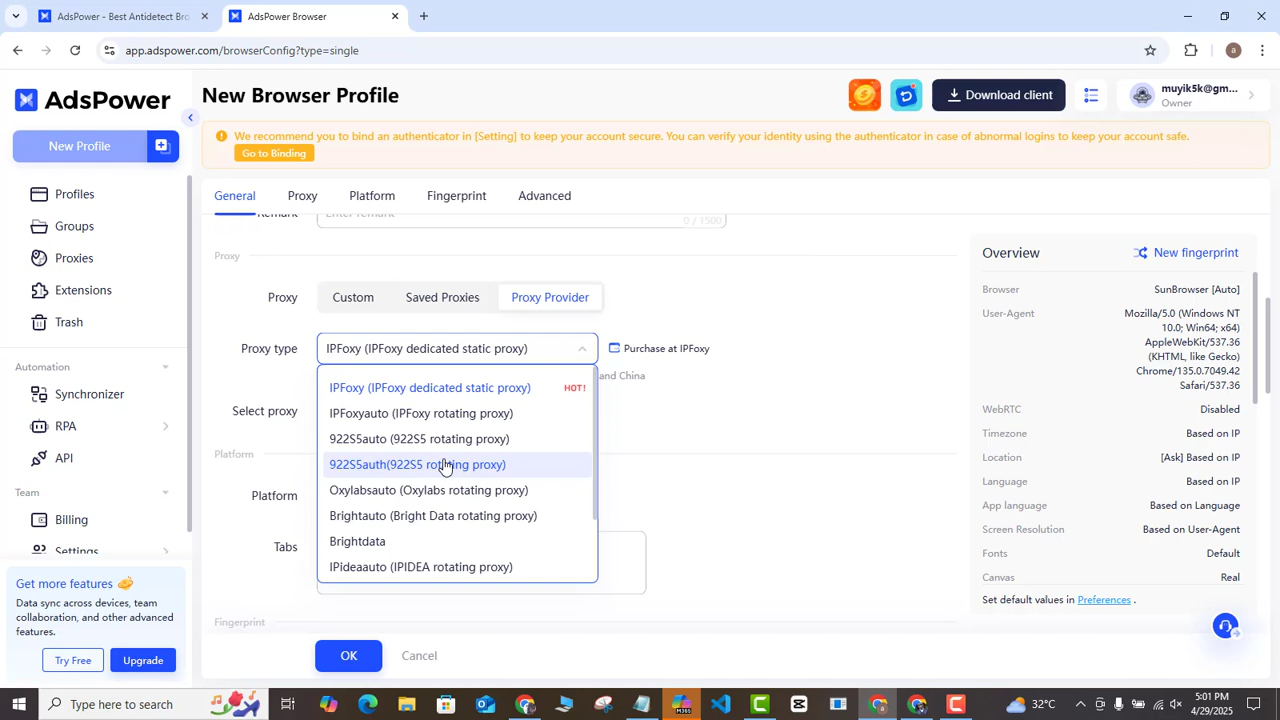 AdsPower - Best Antidetect Bro
AdsPower Browser
app.adspower.com/browserConfig?type=single
AdsPower
New Profile
Profiles
Groups
Proxies
Extensions
Trash
Automation
Synchronizer
RPA
API
Team
Billing
Settings
Get more features
Data sync across devices, team
collaboration, and other advanced
features.
Try Free
Upgrade
New Browser Profile
Download client
muyik5k@gm...
Owner
We recommend you to bind an authenticator in [Setting] to keep your account secure. You can verify your identity using the authenticator in case of abnormal logins to keep your account safe.
Go to Binding
General
Proxy
Platform
Fingerprint
Advanced
Remark
Enter remark
0 / 1500
Proxy
Proxy
Custom
Saved Proxies
Proxy Provider
Proxy type
IPFoxy (IPFoxy dedicated static proxy)
Purchase at IPFoxy
and China
IPFoxy (IPFoxy dedicated static proxy)
HOT!
IPFoxyauto (IPFoxy rotating proxy)
922S5auto (922S5 rotating proxy)
922S5auth(922S5 rotating proxy)
Oxylabsauto (Oxylabs rotating proxy)
Brightauto (Bright Data rotating proxy)
Brightdata
IPideaauto (IPIDEA rotating proxy)
Select proxy
Platform
Platform
Tabs
Fingerprint
OK
Cancel
Overview
New fingerprint
Browser
SunBrowser [Auto]
User-Agent
Mozilla/5.0 (Windows NT
10.0; Win64; x64)
AppleWebKit/537.36
(KHTML, like Gecko)
Chrome/135.0.7049.42
Safari/537.36
WebRTC
Disabled
Timezone
Based on IP
Location
[Ask] Based on IP
Language
Based on IP
App language
Based on Language
Screen Resolution
Based on User-Agent
Fonts
Default
Canvas
Real
Set default values in Preferences .
Type here to search
32°C
5:01 PM
4/29/2025